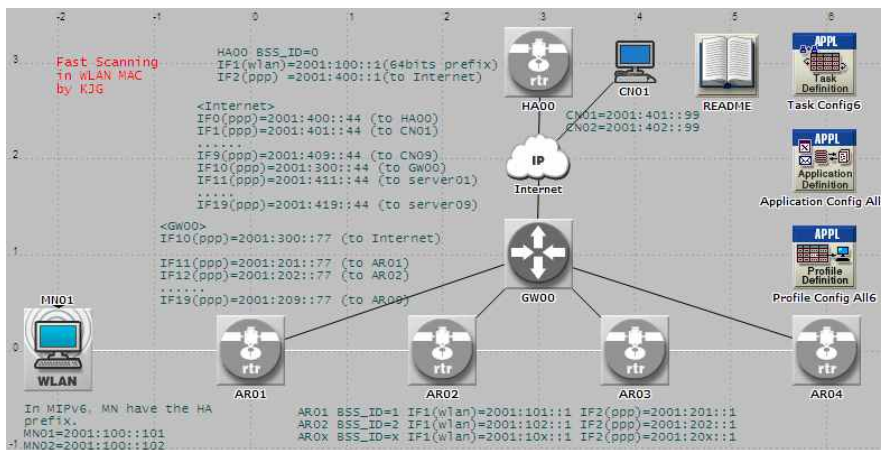 -2 -1 0 .1 .2 .3 .4 .5 .6
.3
.2
.1
.0
-1
Fast Scanning
in WLAN MAC
by KJG
HA00 BSS_ID=0
IF1(wlan)=2001:100::1(64bits prefix)
IF2(ppp) =2001:400::1(to Internet)
<Internet>
IF0(ppp)=2001:400::44 (to HA00)
IF1(ppp)=2001:401::44 (to CN01)
......
IF9(ppp)=2001:409::44 (to CN09)
IF10(ppp)=2001:300::44 (to GW00)
IF11(ppp)=2001:411::44 (to server01)
.....
IF19(ppp)=2001:419::44 (to server09)
<GW00>
IF10(ppp)=2001:300::77 (to Internet)
IF11(ppp)=2001:201::77 (to AR01)
IF12(ppp)=2001:202::77 (to AR02)
......
IF19(ppp)=2001:209::77 (to AR08)
rtr
HA00
CN01
CN01=2001:401::99
CN02=2001:402::99
README
APPL
Task
Definition
Task Config6
IP
Internet
APPL
Application
Definition
Application Config All
APPL
Profile
Definition
Profile Config All6
GW00
MN01
WLAN
rtr
AR01
rtr
AR02
rtr
AR03
rtr
AR04
In MIPv6, MN have the HA
prefix.
MN01=2001:100::101
MN02=2001:100::102
AR01 BSS_ID=1 IF1(wlan)=2001:101::1 IF2(ppp)=2001:201::1
AR02 BSS_ID=2 IF1(wlan)=2001:102::1 IF2(ppp)=2001:202::1
AR0x BSS_ID=x IF1(wlan)=2001:10x::1 IF2(ppp)=2001:20x::1